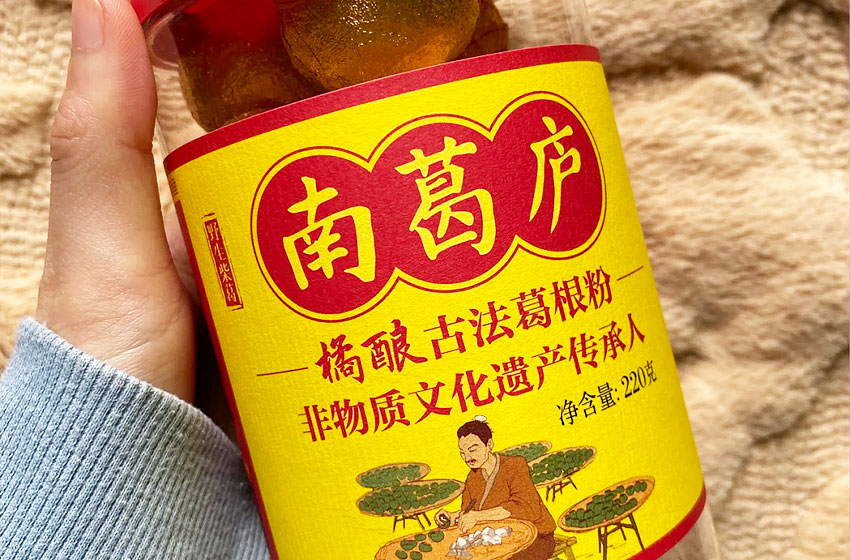 南葛庐
野生柴葛
橘酿古法葛根粉
非物质文化遗产传承人
净含量: 220克